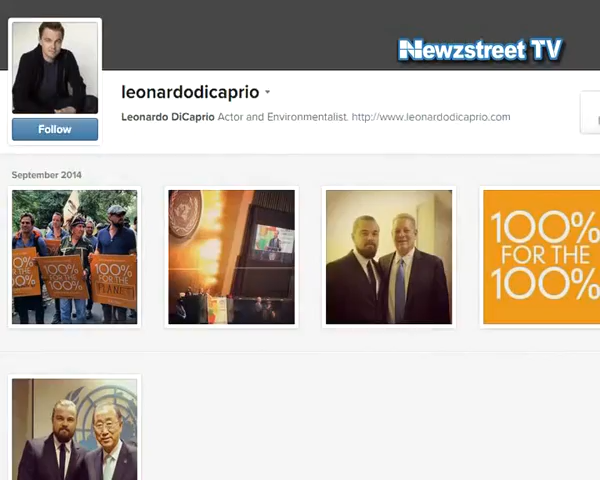 Newzstreet TV
leonardodicaprio
Leonardo DiCaprio Actor and Environmentalist. http://www.leonardodicaprio.com
Follow
September 2014
100%
FOR THE
100%
100%
FOR THE
100%
100%
FOR THE
PLANET
100%
FOR THE
100%